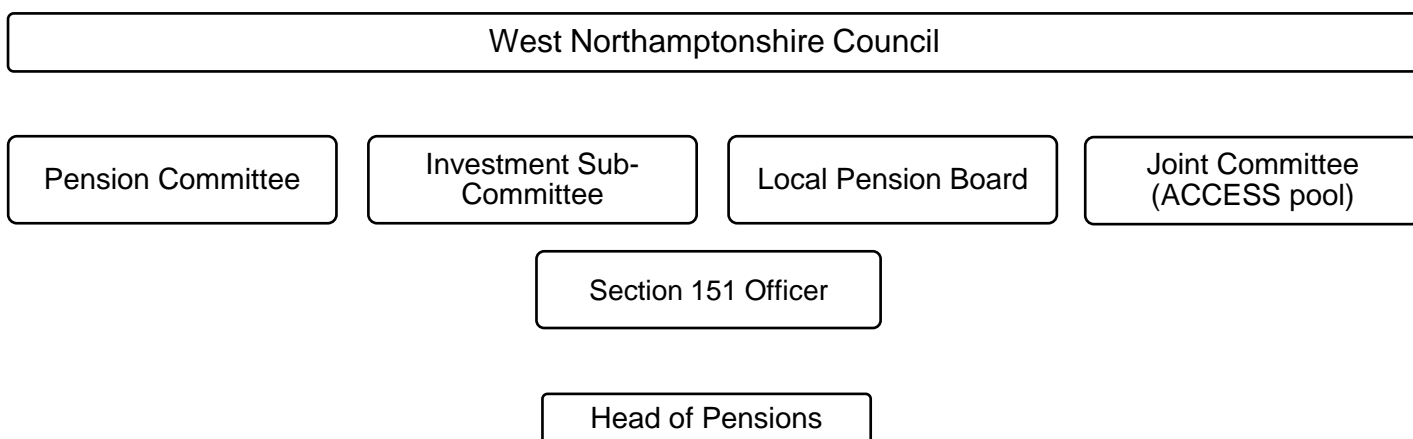 West Northamptonshire Council
Pension Committee
Investment Sub-
Committee
Local Pension Board
Joint Committee
(ACCESS pool)
Section 151 Officer
Head of Pensions